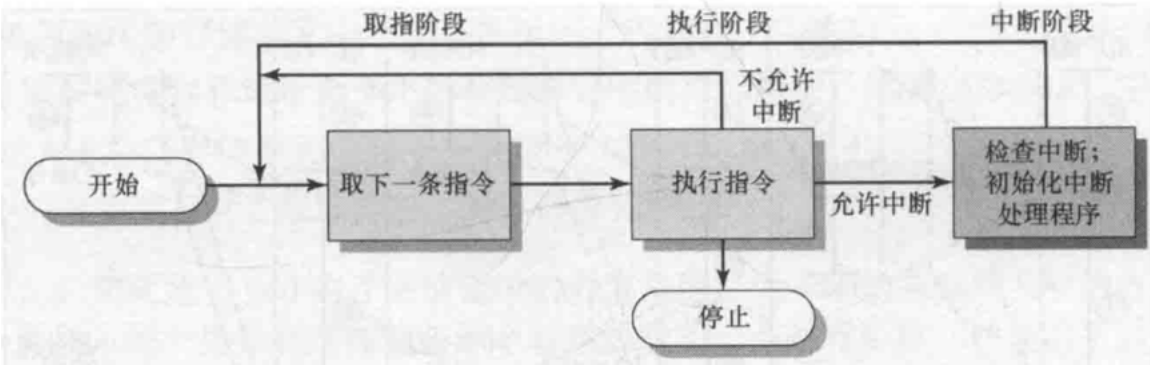 取指阶段
执行阶段
中断阶段
不允许
中断
开始
取下一条指令
执行指令
允许中断
检查中断；
初始化中断
处理程序
停止